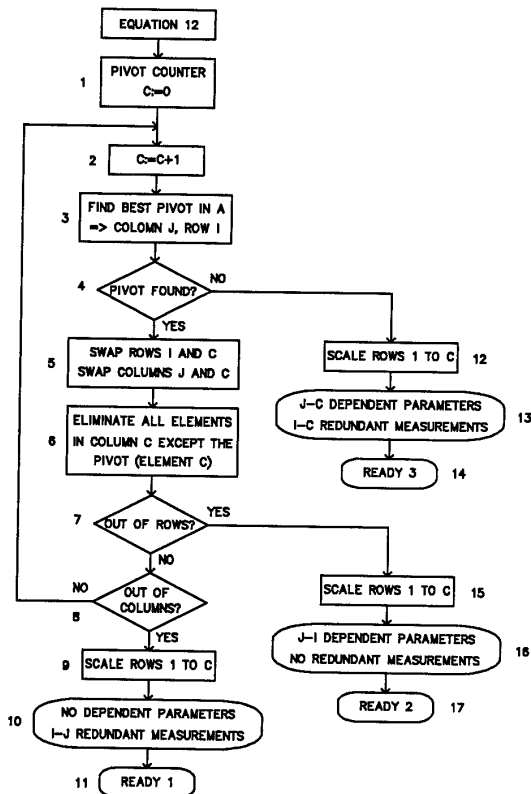 EQUATION 12
1
PIVOT COUNTER
C:=0
2
C:=C+1
3
FIND BEST PIVOT IN A
=> COLOMN J, ROW I
4
PIVOT FOUND?
NO
YES
5
SWAP ROWS I AND C
SWAP COLUMNS J AND C
SCALE ROWS 1 TO C
12
J-C DEPENDENT PARAMETERS
I-C REDUNDANT MEASUREMENTS
13
READY 3
14
6
ELIMINATE ALL ELEMENTS
IN COLUMN C EXCEPT THE
PIVOT (ELEMENT C)
7
OUT OF ROWS?
YES
NO
NO
8
OUT OF
COLUMNS?
YES
SCALE ROWS 1 TO C
15
J-I DEPENDENT PARAMETERS
NO REDUNDANT MEASUREMENTS
16
READY 2
17
9
SCALE ROWS 1 TO C
10
NO DEPENDENT PARAMETERS
I-J REDUNDANT MEASUREMENTS
11
READY 1